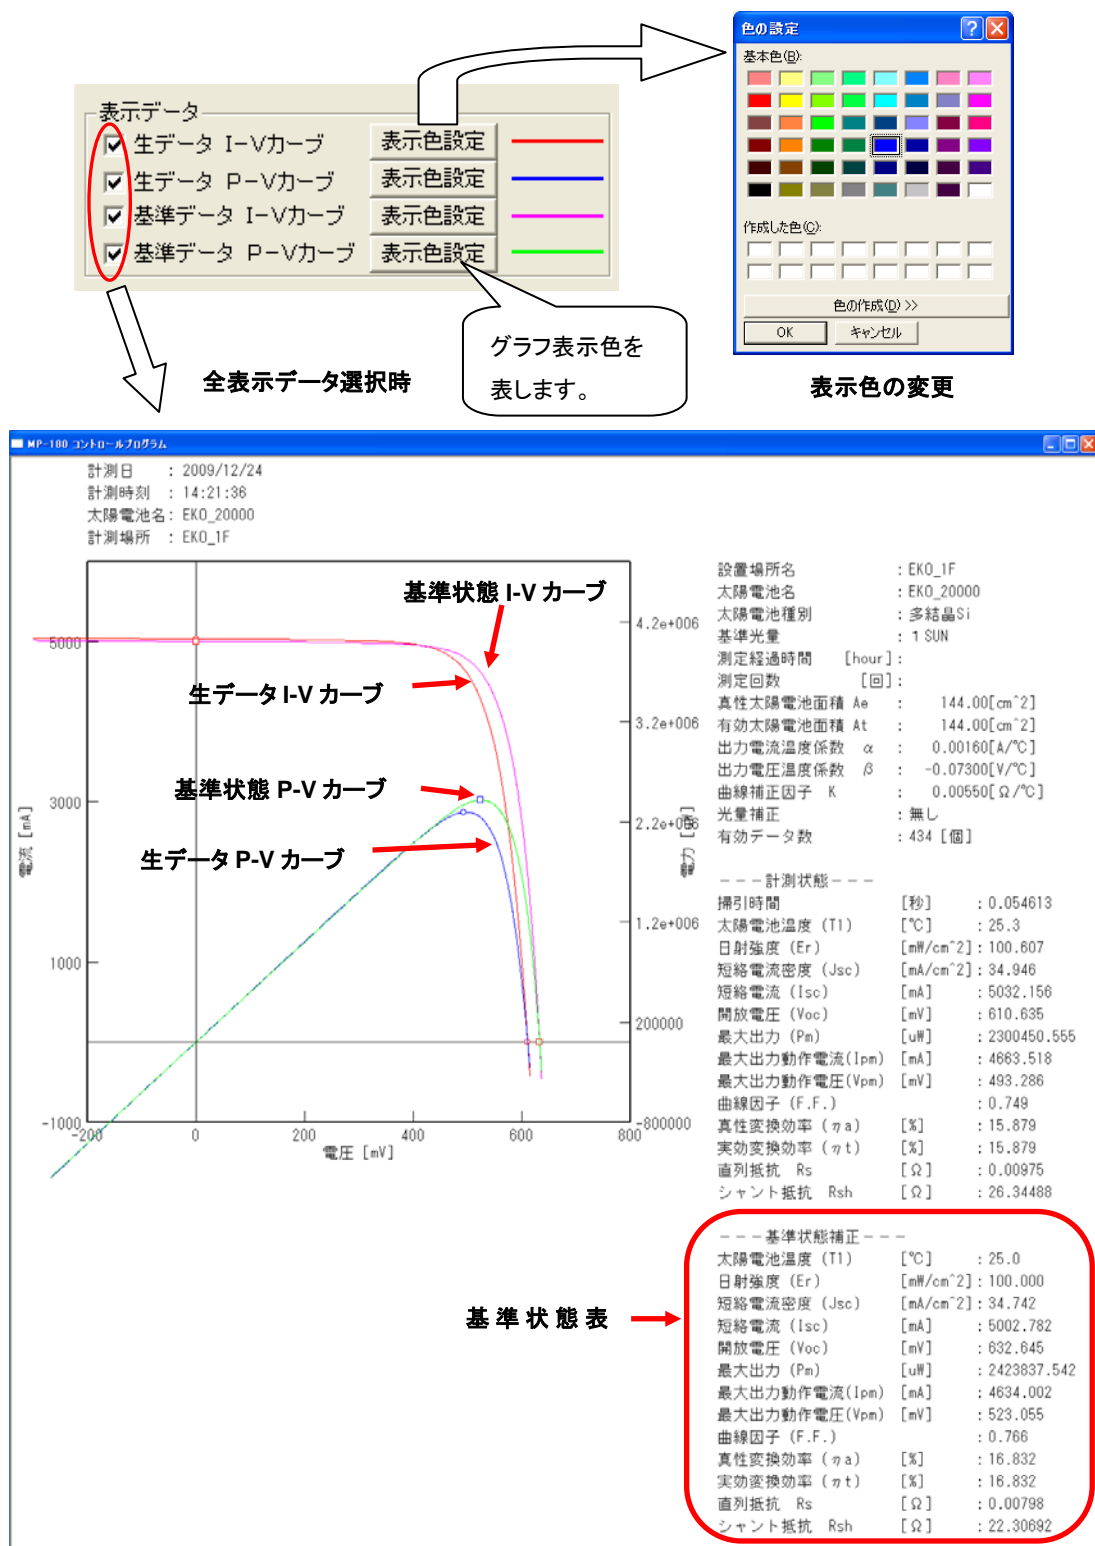 色の設定
基本色(B):
作成した色(C):
色の作成(D) >>
OK
キャンセル
表示色の変更
表示データ
生データ I-Vカーブ 表示色設定
生データ P-Vカーブ 表示色設定
基準データ I-Vカーブ 表示色設定
基準データ P-Vカーブ 表示色設定
グラフ表示色を
表します。
全表示データ選択時
MP-180 コントロールプログラム
計測日 : 2009/12/24
計測時刻 : 14:21:36
太陽電池名: EKO_20000
計測場所 : EKO_1F
基準状態 I-V カーブ
生データ I-V カーブ
基準状態 P-V カーブ
生データ P-V カーブ
5000
3000
1000
-1000
電流 [mA]
-200
0
200
400
600
800
電圧 [mV]
4.2e+006
3.2e+006
2.2e+006
1.2e+006
200000
-800000
設置場所名 : EKO_1F
太陽電池名 : EKO_20000
太陽電池種別 : 多結晶Si
基準光量 : 1 SUN
測定経過時間 [hour] :
測定回数 [回] :
真性太陽電池面積 Ae : 144.00[cm^2]
有効太陽電池面積 At : 144.00[cm^2]
出力電流温度係数 α : 0.00160[A/℃]
出力電圧温度係数 β : -0.07300[V/℃]
曲線補正因子 K : 0.00550[Ω/℃]
光量補正 : 無し
有効データ数 : 434 [個]
---計測状態---
掃引時間 [秒] : 0.054613
太陽電池温度 (T1) [℃] : 25.3
日射強度 (Er) [mW/cm^2] : 100.607
短絡電流密度 (Jsc) [mA/cm^2] : 34.946
短絡電流 (Isc) [mA] : 5032.156
開放電圧 (Voc) [mV] : 610.635
最大出力 (Pm) [uW] : 2300450.555
最大出力動作電流(Ipm) [mA] : 4663.518
最大出力動作電圧(Vpm) [mV] : 493.286
曲線因子 (F.F.) : 0.749
真性変換効率 (ηa) [%] : 15.879
実効変換効率 (ηt) [%] : 15.879
直列抵抗 Rs [Ω] : 0.00975
シャント抵抗 Rsh [Ω] : 26.34488
基準状態表
---基準状態補正---
太陽電池温度 (T1) [℃] : 25.0
日射強度 (Er) [mW/cm^2] : 100.000
短絡電流密度 (Jsc) [mA/cm^2] : 34.742
短絡電流 (Isc) [mA] : 5002.782
開放電圧 (Voc) [mV] : 632.645
最大出力 (Pm) [uW] : 2423837.542
最大出力動作電流(Ipm) [mA] : 4634.002
最大出力動作電圧(Vpm) [mV] : 523.055
曲線因子 (F.F.) : 0.766
真性変換効率 (ηa) [%] : 16.832
実効変換効率 (ηt) [%] : 16.832
直列抵抗 Rs [Ω] : 0.00798
シャント抵抗 Rsh [Ω] : 22.30692